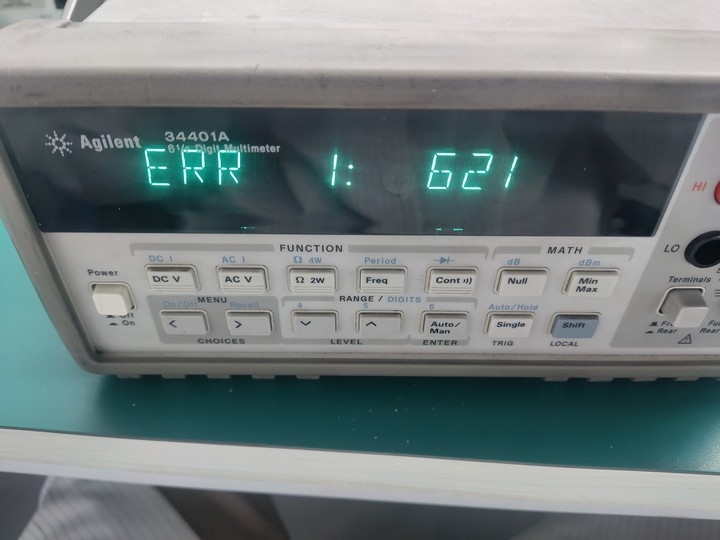 Agilent
34401A
6½ Digit Multimeter
ERR 1: 621
HI
LO
FUNCTION
MATH
DC I AC I Ω 4W Period dB dBm
Power
DC V AC V Ω 2W Freq Cont Null Min Max
Terminals
MENU
RANGE / DIGITS
On/Off Recall 4 5 6 Auto/Hold
< > Auto/ Man Single Shift
Off
On
CHOICES LEVEL ENTER TRIG LOCAL
Rear